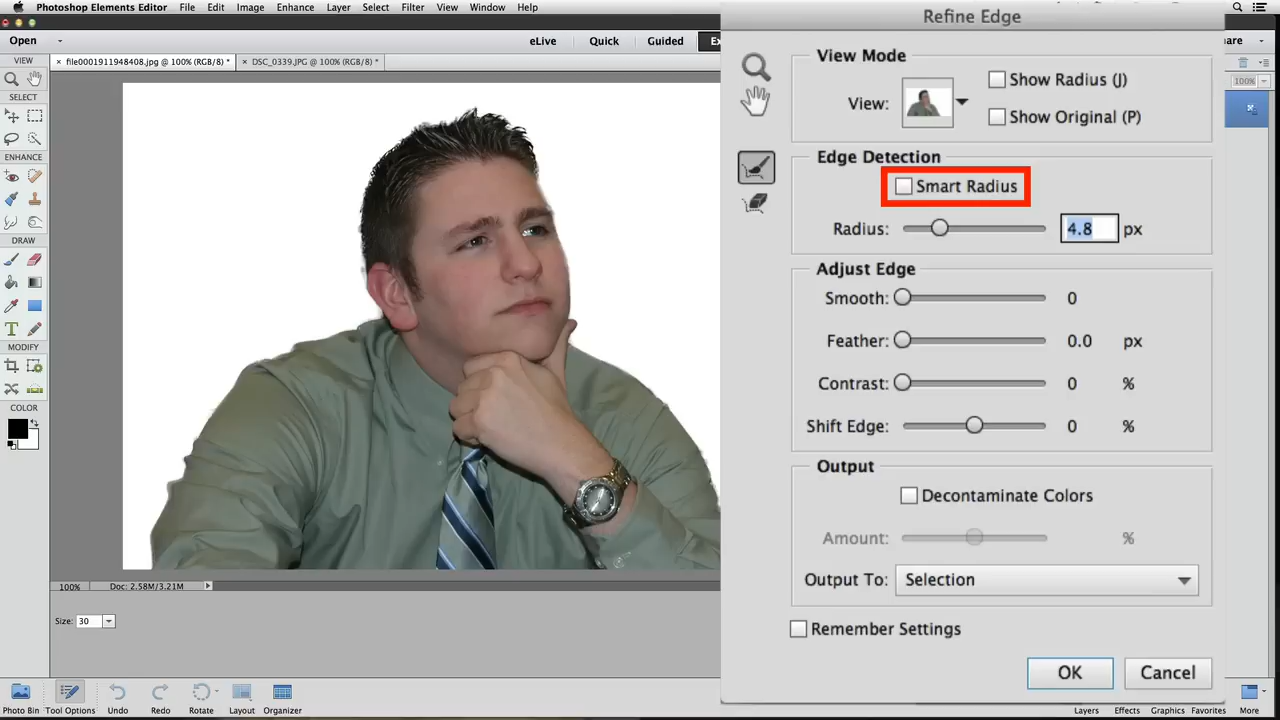 Photoshop Elements Editor File Edit Image Enhance Layer Select Filter View Window Help
Open eLive Quick Guided
VIEW × file0001911948408.jpg @ 100% (RGB/8) * × DSC_0339.JPG @ 100% (RGB/8) *
SELECT
ENHANCE
DRAW
T
MODIFY
COLOR
100% Doc: 2.58M/3.21M
Size: 30
Photo Bin Tool Options Undo Redo Rotate Layout Organizer
Refine Edge
View Mode
View:
Show Radius (J)
Show Original (P)
Edge Detection
Smart Radius
Radius: 4.8 px
Adjust Edge
Smooth: 0
Feather: 0.0 px
Contrast: 0 %
Shift Edge: 0 %
Output
Decontaminate Colors
Amount: %
Output To: Selection
Remember Settings
OK Cancel
100%
Layers Effects Graphics Favorites More